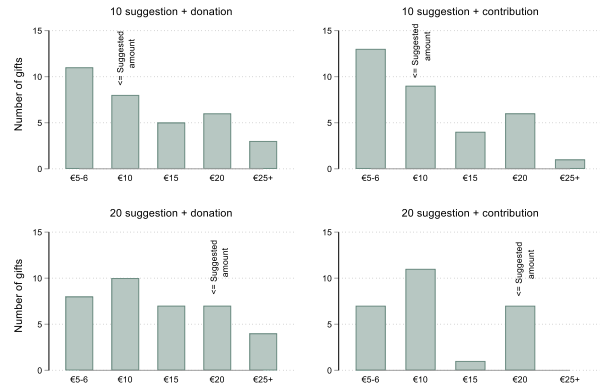 10 suggestion + donation
Number of gifts
15
10
5
0
<= Suggested
amount
€5-6 €10 €15 €20 €25+
10 suggestion + contribution
15
10
5
0
<= Suggested
amount
€5-6 €10 €15 €20 €25+
20 suggestion + donation
Number of gifts
15
10
5
0
<= Suggested
amount
€5-6 €10 €15 €20 €25+
20 suggestion + contribution
15
10
5
0
<= Suggested
amount
€5-6 €10 €15 €20 €25+